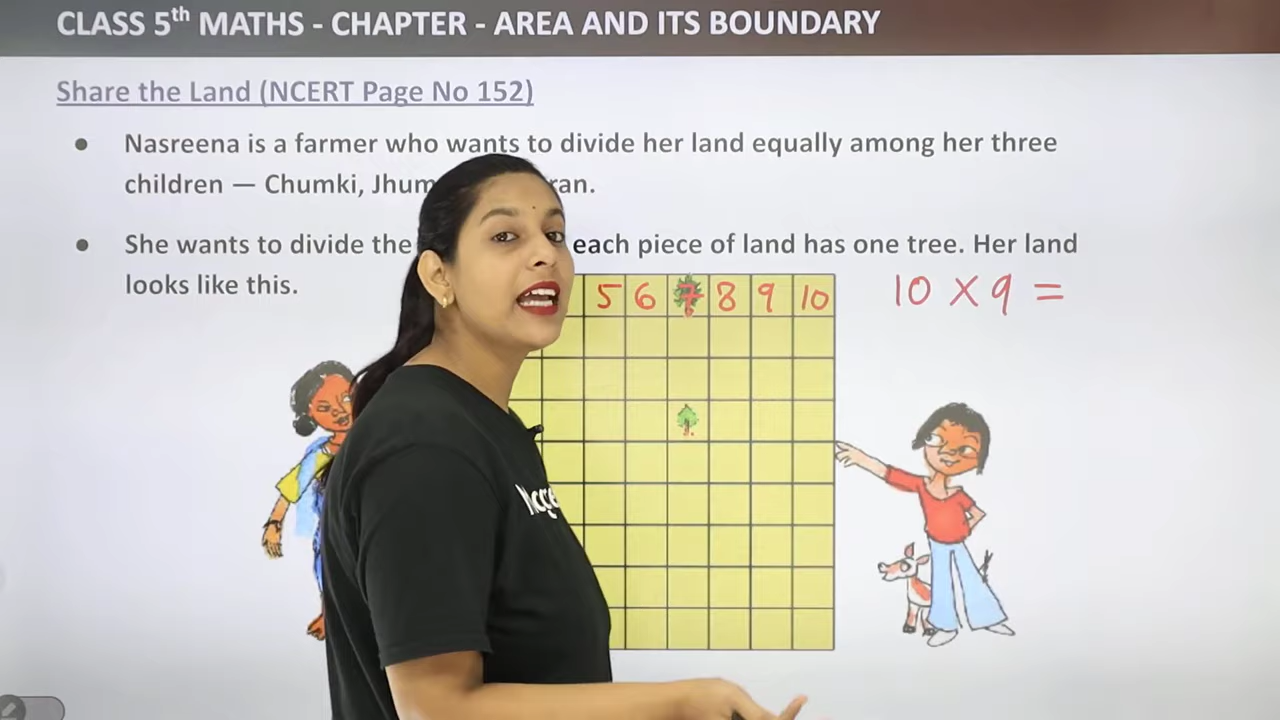 CLASS 5th MATHS - CHAPTER - AREA AND ITS BOUNDARY
Share the Land (NCERT Page No 152)
● Nasreena is a farmer who wants to divide her land equally among her three
children — Chumki, Jhum ran.
● She wants to divide the each piece of land has one tree. Her land
looks like this.
5 6 7 8 9 10
10 X 9 =